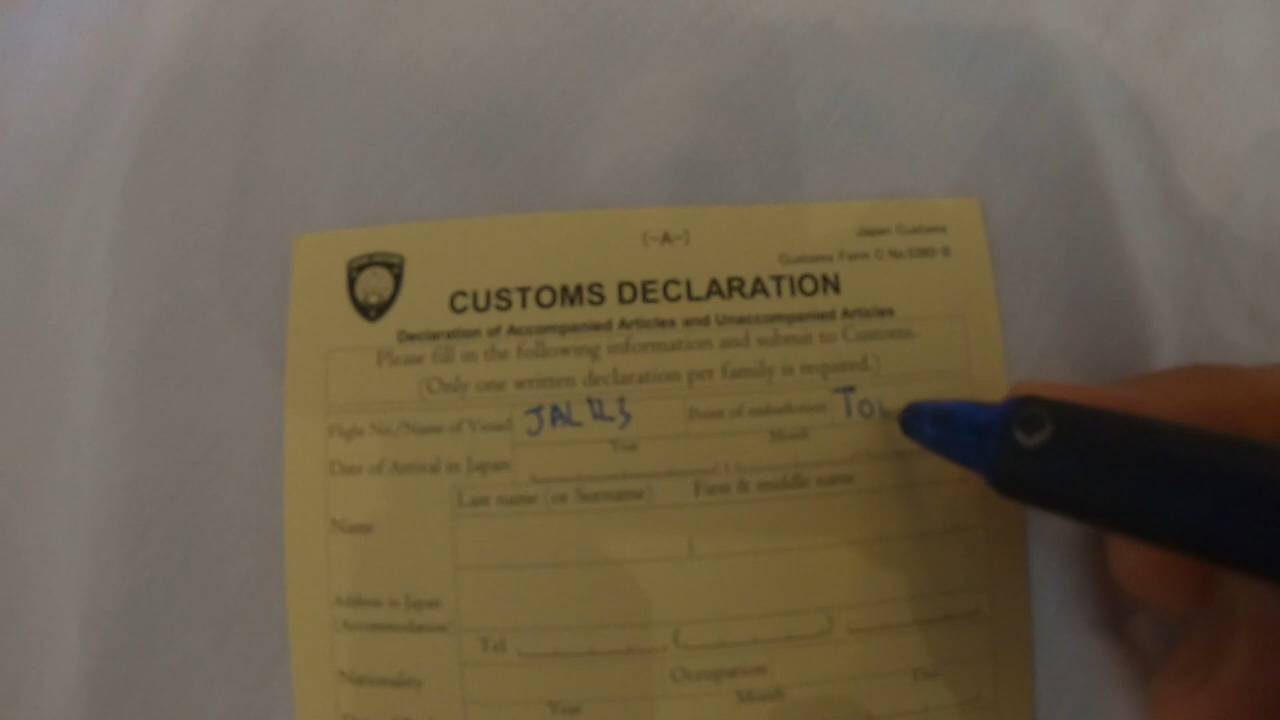 (-A-)
Japan Customs
Customs Form C No.5360-B
CUSTOMS DECLARATION
Declaration of Accompanied Articles and Unaccompanied Articles
Please fill in the following information and submit to Customs.
(Only one written declaration per family is required.)
Flight No./Name of Vessel JAL 123 Point of embarkation To
Year Month
Date of Arrival in Japan
Last name (or Surname) First & middle name
Name
Address in Japan
(Accommodation)
Tel ( )
Nationality Occupation
Year Month Day